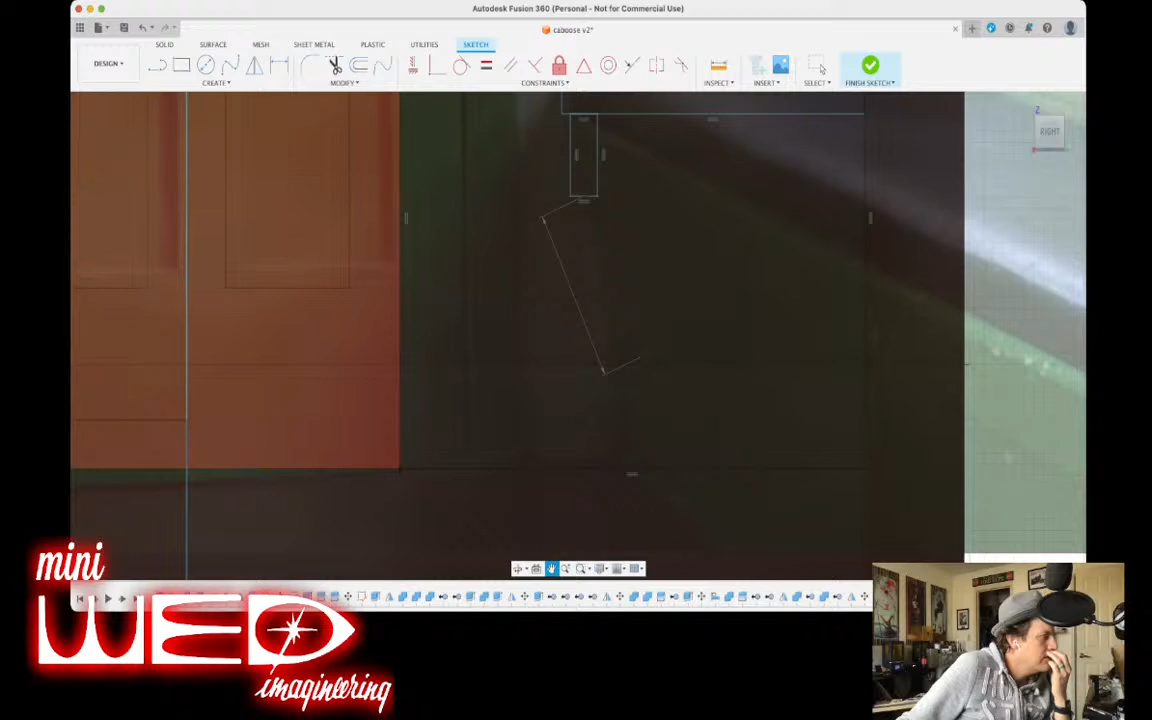 Autodesk Fusion 360 (Personal - Not for Commercial Use)
caboose v2*
SOLID SURFACE MESH SHEET METAL PLASTIC UTILITIES SKETCH
DESIGN
CREATE MODIFY CONSTRAINTS INSPECT INSERT SELECT FINISH SKETCH
Z
RIGHT
mini
WED
imagineering